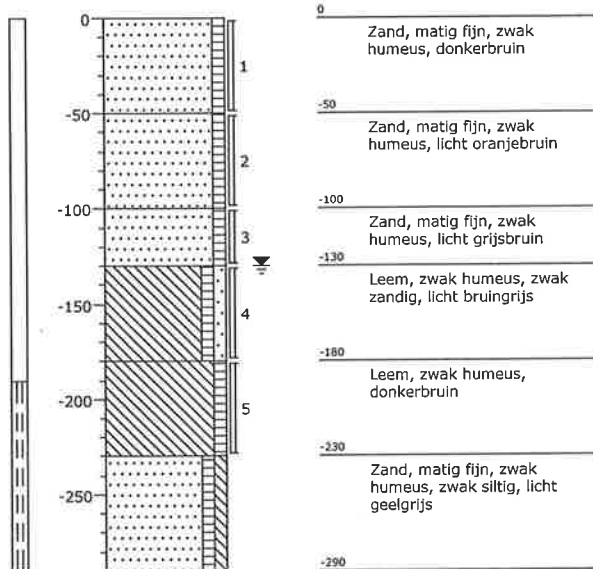 0
-50
-100
-150
-200
-250
1
2
3
4
5
0
Zand, matig fijn, zwak
humeus, donkerbruin
-50
Zand, matig fijn, zwak
humeus, licht oranjebruin
-100
Zand, matig fijn, zwak
humeus, licht grijsbruin
-130
Leem, zwak humeus, zwak
zandig, licht bruingrijs
-180
Leem, zwak humeus,
donkerbruin
-230
Zand, matig fijn, zwak
humeus, zwak siltig, licht
geelgrijs
-290